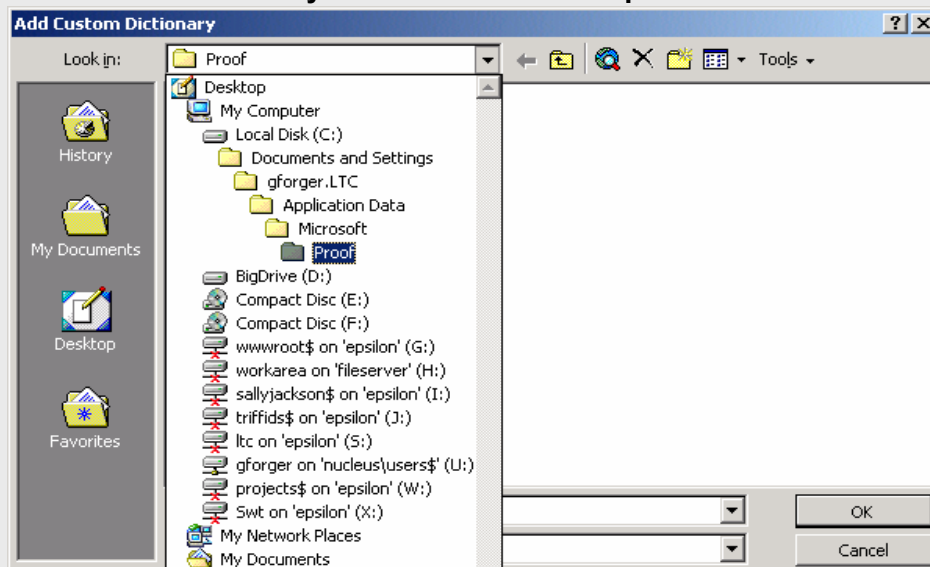 Add Custom Dictionary
?
Look in:
Proof
Tools
Desktop
My Computer
Local Disk (C:)
Documents and Settings
gforger.LTC
Application Data
Microsoft
Proof
BigDrive (D:)
Compact Disc (E:)
Compact Disc (F:)
wwwroot$ on 'epsilon' (G:)
workarea on 'fileserver' (H:)
sallyjackson$ on 'epsilon' (I:)
triffids$ on 'epsilon' (J:)
ltc on 'epsilon' (S:)
gforger on 'nucleus\users$' (U:)
projects$ on 'epsilon' (W:)
Swt on 'epsilon' (X:)
My Network Places
My Documents
History
My Documents
Desktop
Favorites
OK
Cancel